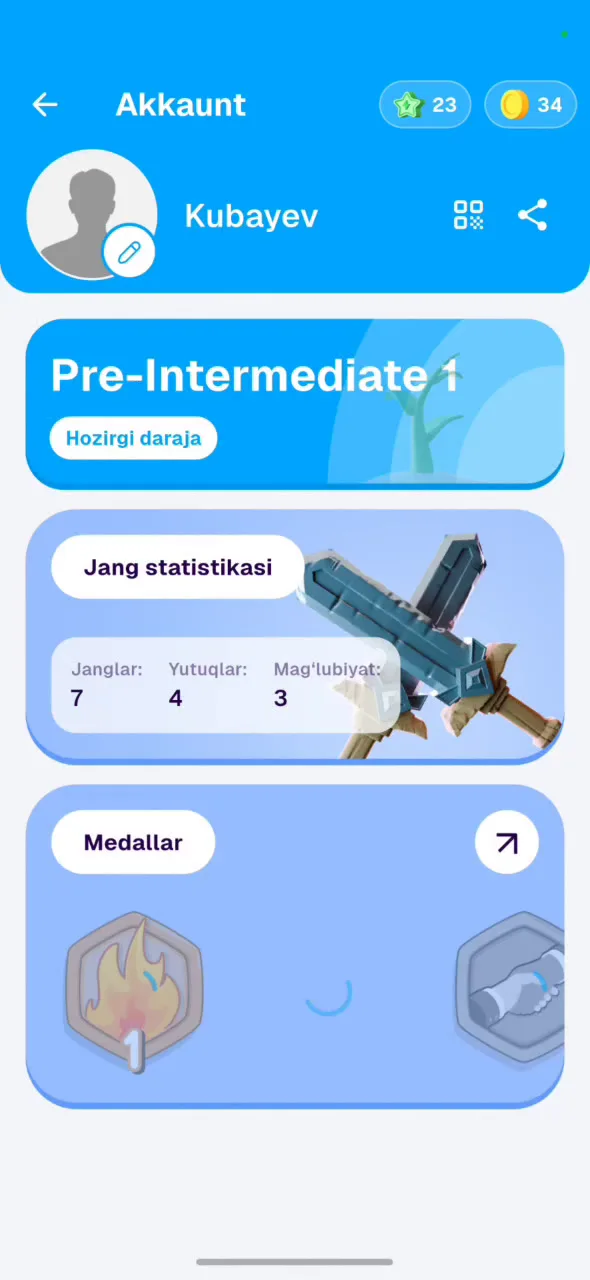 Akkaunt
23
34
Kubayev
Pre-Intermediate 1
Hozirgi daraja
Jang statistikasi
Janglar: Yutuqlar: Mag‘lubiyat:
7 4 3
Medallar
1